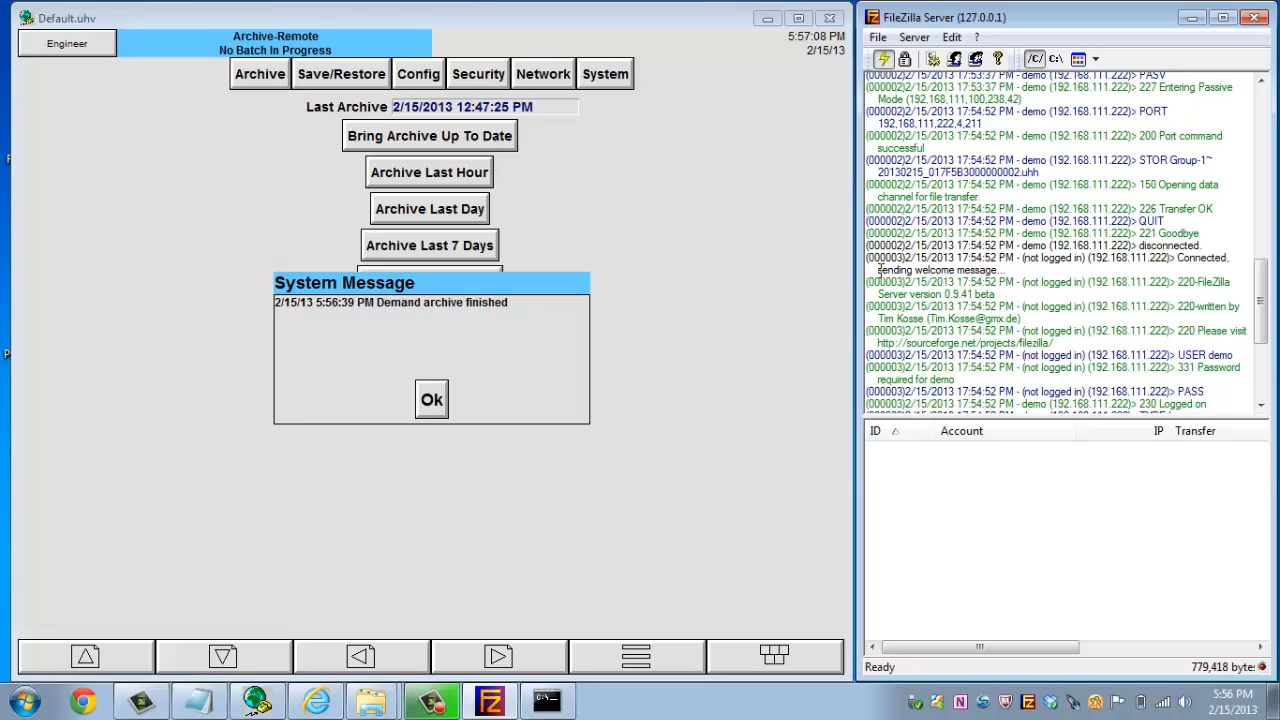 Default.uhv
Engineer
Archive-Remote
No Batch In Progress
5:57:08 PM
2/15/13
Archive
Save/Restore
Config
Security
Network
System
Last Archive
2/15/2013 12:47:25 PM
Bring Archive Up To Date
Archive Last Hour
Archive Last Day
Archive Last 7 Days
System Message
2/15/13 5:56:39 PM Demand archive finished
Ok
FileZilla Server (127.0.0.1)
File
Server
Edit
?
/C/
C:\
(000002)2/15/2013 17:53:37 PM - demo (192.168.111.222)> PASV
(000002)2/15/2013 17:53:37 PM - demo (192.168.111.222)> 227 Entering Passive
Mode (192,168,111,100,238,42)
(000002)2/15/2013 17:54:52 PM - demo (192.168.111.222)> PORT
192,168,111,222,4,211
(000002)2/15/2013 17:54:52 PM - demo (192.168.111.222)> 200 Port command
successful
(000002)2/15/2013 17:54:52 PM - demo (192.168.111.222)> STOR Group-1~
20130215_017F5B3000000002.uhh
(000002)2/15/2013 17:54:52 PM - demo (192.168.111.222)> 150 Opening data
channel for file transfer.
(000002)2/15/2013 17:54:52 PM - demo (192.168.111.222)> 226 Transfer OK
(000002)2/15/2013 17:54:52 PM - demo (192.168.111.222)> QUIT
(000002)2/15/2013 17:54:52 PM - demo (192.168.111.222)> 221 Goodbye
(000002)2/15/2013 17:54:52 PM - demo (192.168.111.222)> disconnected.
(000003)2/15/2013 17:54:52 PM - (not logged in) (192.168.111.222)> Connected,
sending welcome message...
(000003)2/15/2013 17:54:52 PM - (not logged in) (192.168.111.222)> 220-FileZilla
Server version 0.9.41 beta
(000003)2/15/2013 17:54:52 PM - (not logged in) (192.168.111.222)> 220-written by
Tim Kosse (Tim.Kosse@gmx.de)
(000003)2/15/2013 17:54:52 PM - (not logged in) (192.168.111.222)> 220 Please visit
http://sourceforge.net/projects/filezilla/
(000003)2/15/2013 17:54:52 PM - (not logged in) (192.168.111.222)> USER demo
(000003)2/15/2013 17:54:52 PM - (not logged in) (192.168.111.222)> 331 Password
required for demo
(000003)2/15/2013 17:54:52 PM - (not logged in) (192.168.111.222)> PASS
(000003)2/15/2013 17:54:52 PM - demo (192.168.111.222)> 230 Logged on
ID
Account
IP
Transfer
Ready
779,418 byte
5:56 PM
2/15/2013